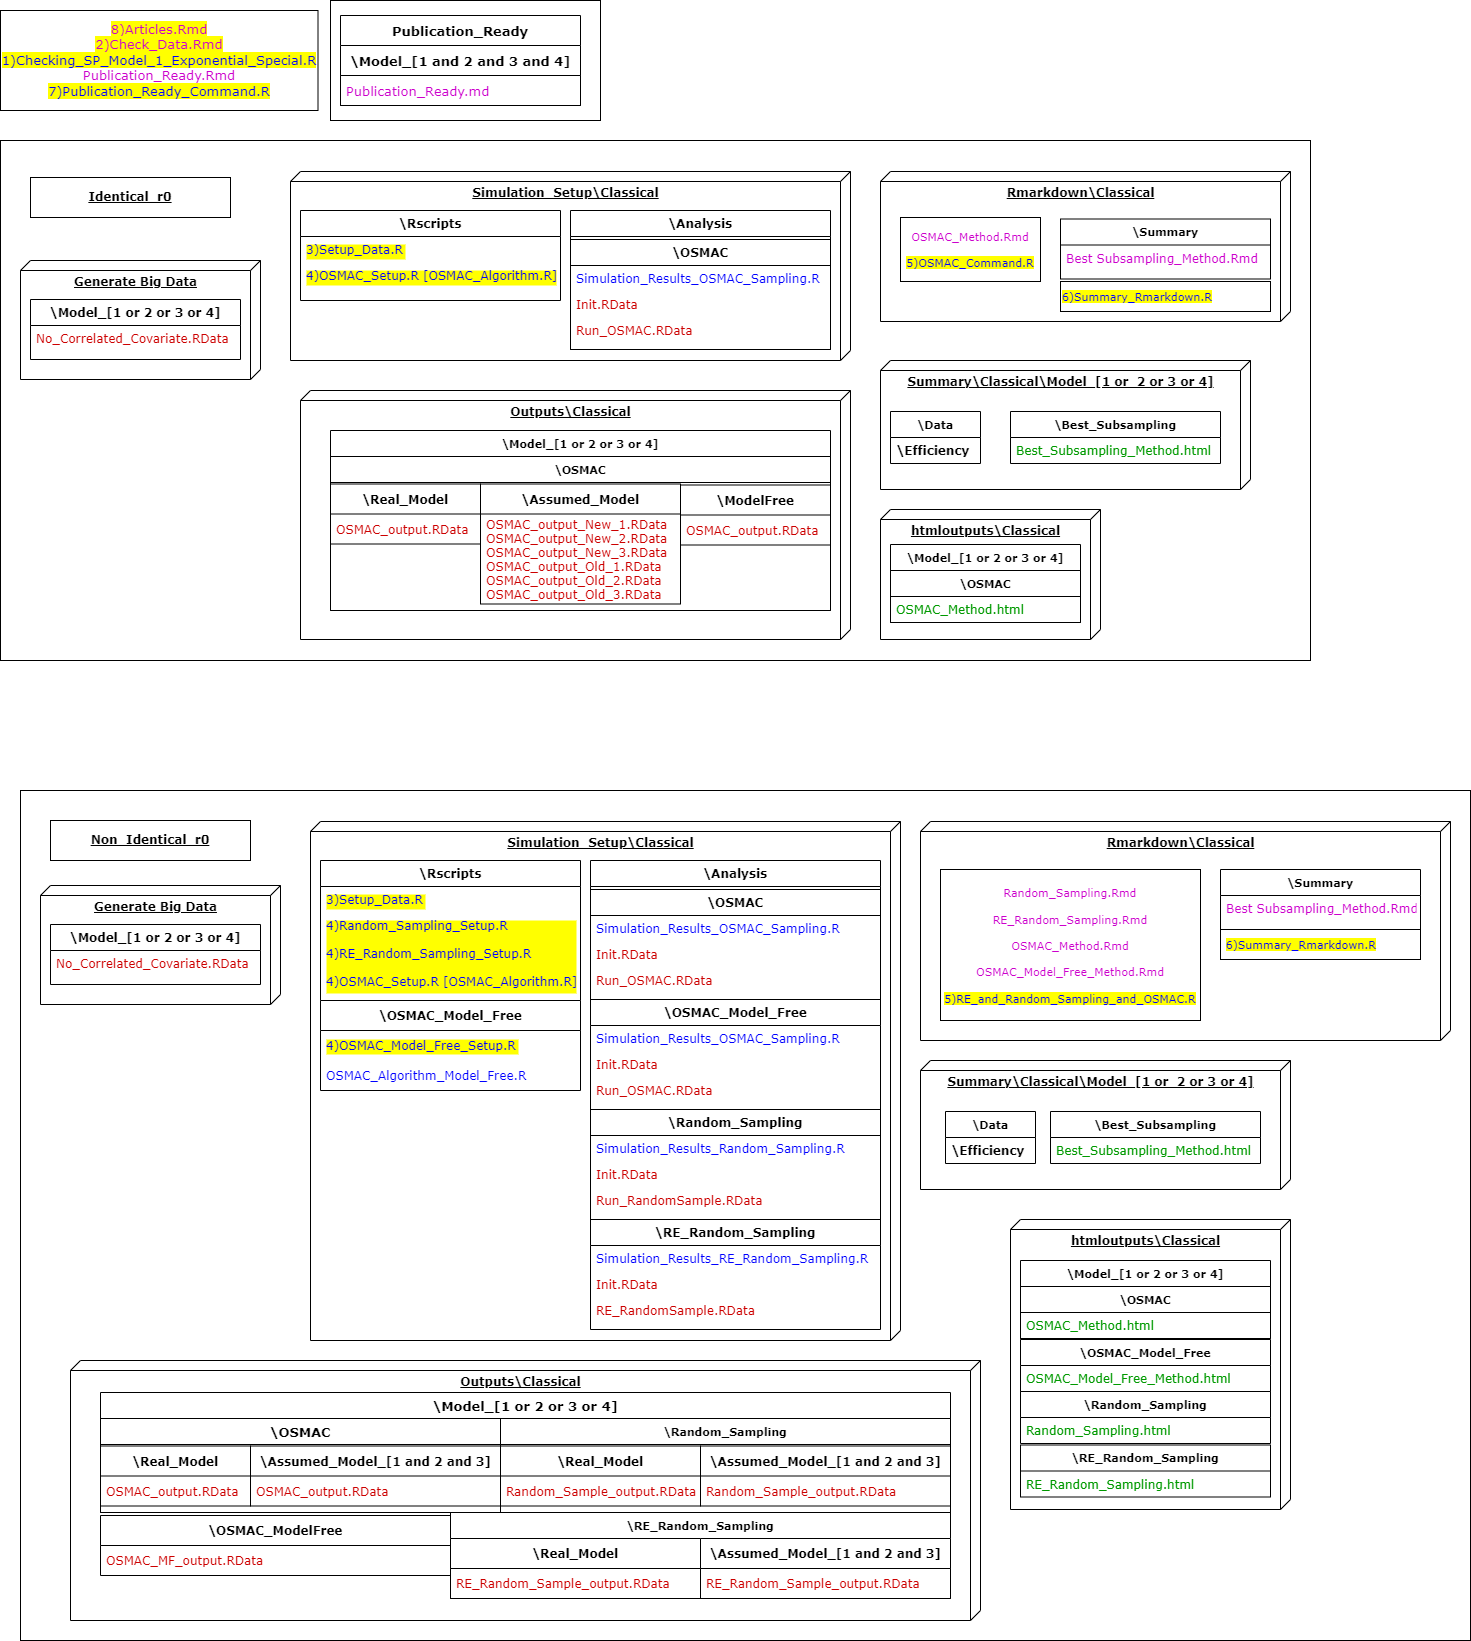 8)Articles.Rmd
2)Check_Data.Rmd
1)Checking_SP_Model_1_Exponential_Special.R
Publication_Ready.Rmd
7)Publication_Ready_Command.R
Publication_Ready
\Model_[1 and 2 and 3 and 4]
Publication_Ready.md
Identical_r0
Generate Big Data
\Model_[1 or 2 or 3 or 4]
No_Correlated_Covariate.RData
Simulation_Setup\Classical
\Rscripts
3)Setup_Data.R
4)OSMAC_Setup.R [OSMAC_Algorithm.R]
\Analysis
\OSMAC
Simulation_Results_OSMAC_Sampling.R
Init.RData
Run_OSMAC.RData
Rmarkdown\Classical
OSMAC_Method.Rmd
5)OSMAC_Command.R
\Summary
Best Subsampling_Method.Rmd
6)Summary_Rmarkdown.R
Outputs\Classical
\Model_[1 or 2 or 3 or 4]
\OSMAC
\Real_Model
OSMAC_output.RData
\Assumed_Model
OSMAC_output_New_1.RData
OSMAC_output_New_2.RData
OSMAC_output_New_3.RData
OSMAC_output_Old_1.RData
OSMAC_output_Old_2.RData
OSMAC_output_Old_3.RData
\ModelFree
OSMAC_output.RData
Summary\Classical\Model_[1 or 2 or 3 or 4]
\Data
\Efficiency
\Best_Subsampling
Best_Subsampling_Method.html
htmloutputs\Classical
\Model_[1 or 2 or 3 or 4]
\OSMAC
OSMAC_Method.html
Non_Identical_r0
Generate Big Data
\Model_[1 or 2 or 3 or 4]
No_Correlated_Covariate.RData
Simulation_Setup\Classical
\Rscripts
3)Setup_Data.R
4)Random_Sampling_Setup.R
4)RE_Random_Sampling_Setup.R
4)OSMAC_Setup.R [OSMAC_Algorithm.R]
\OSMAC_Model_Free
4)OSMAC_Model_Free_Setup.R
OSMAC_Algorithm_Model_Free.R
\Analysis
\OSMAC
Simulation_Results_OSMAC_Sampling.R
Init.RData
Run_OSMAC.RData
\OSMAC_Model_Free
Simulation_Results_OSMAC_Sampling.R
Init.RData
Run_OSMAC.RData
\Random_Sampling
Simulation_Results_Random_Sampling.R
Init.RData
Run_RandomSample.RData
\RE_Random_Sampling
Simulation_Results_RE_Random_Sampling.R
Init.RData
RE_RandomSample.RData
Rmarkdown\Classical
Random_Sampling.Rmd
RE_Random_Sampling.Rmd
OSMAC_Method.Rmd
OSMAC_Model_Free_Method.Rmd
5)RE_and_Random_Sampling_and_OSMAC.R
\Summary
Best Subsampling_Method.Rmd
6)Summary_Rmarkdown.R
Summary\Classical\Model_[1 or 2 or 3 or 4]
\Data
\Efficiency
\Best_Subsampling
Best_Subsampling_Method.html
htmloutputs\Classical
\Model_[1 or 2 or 3 or 4]
\OSMAC
OSMAC_Method.html
\OSMAC_Model_Free
OSMAC_Model_Free_Method.html
\Random_Sampling
Random_Sampling.html
\RE_Random_Sampling
RE_Random_Sampling.html
Outputs\Classical
\Model_[1 or 2 or 3 or 4]
\OSMAC
\Real_Model
OSMAC_output.RData
\Assumed_Model_[1 and 2 and 3]
OSMAC_output.RData
\Random_Sampling
\Real_Model
Random_Sample_output.RData
\Assumed_Model_[1 and 2 and 3]
Random_Sample_output.RData
\OSMAC_ModelFree
OSMAC_MF_output.RData
\RE_Random_Sampling
\Real_Model
RE_Random_Sample_output.RData
\Assumed_Model_[1 and 2 and 3]
RE_Random_Sample_output.RData